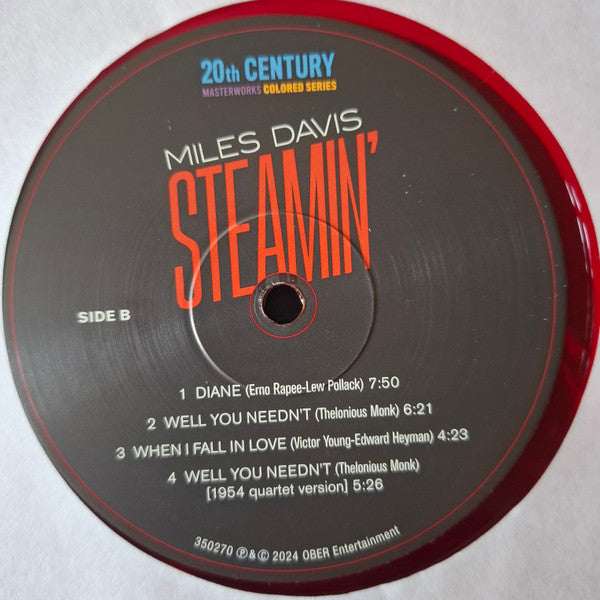 20th CENTURY
MASTERWORKS COLORED SERIES
MILES DAVIS
STEAMIN'
SIDE B
1 DIANE (Erno Rapee-Lew Pollack) 7:50
2 WELL YOU NEEDN'T (Thelonious Monk) 6:21
3 WHEN I FALL IN LOVE (Victor Young-Edward Heyman) 4:23
4 WELL YOU NEEDN'T (Thelonious Monk)
[1954 quartet version] 5:26
350270 ℗ & © 2024 OBER Entertainment